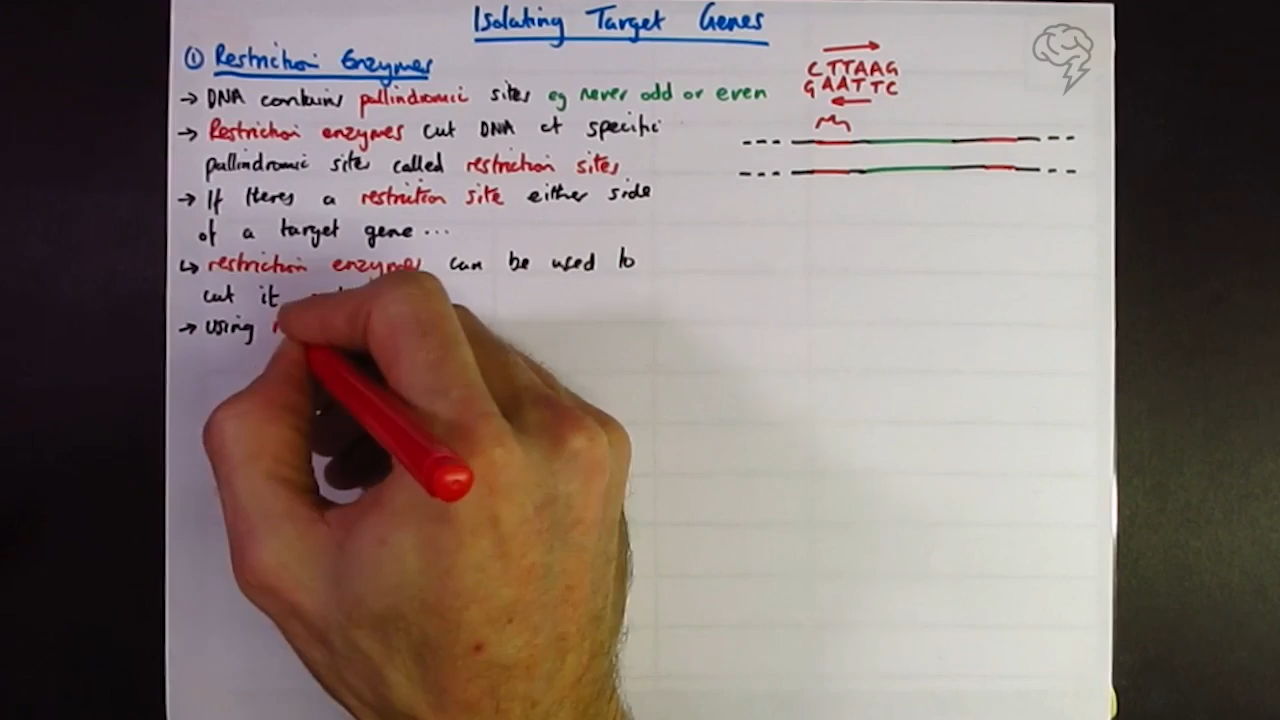 Isolating Target Genes
① Restriction Enzymes
→ DNA contains pallindromic sites eg never odd or even
→ Restriction enzymes cut DNA at specific
pallindromic site called restriction sites
→ If theres a restriction site either side
of a target gene ...
↳ restriction enzymes can be used to
cut it
→ Using
CTTAAG
GAATTC